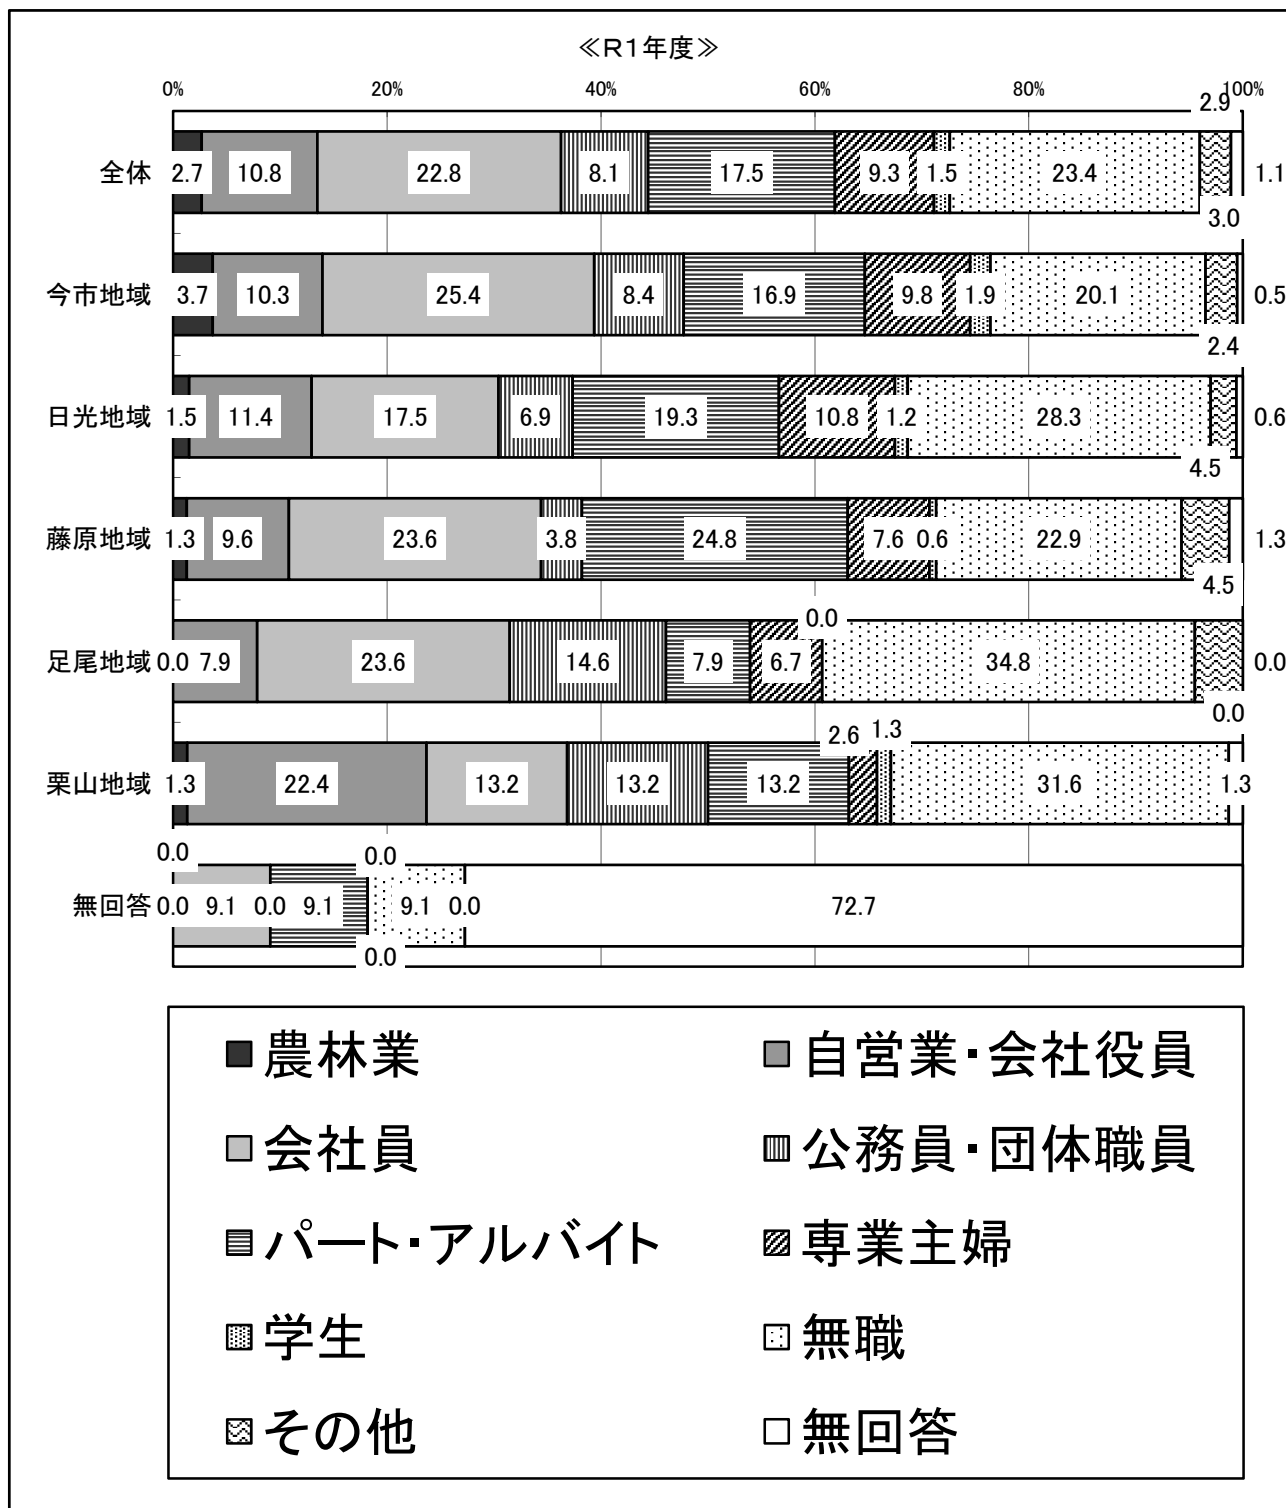 ≪R1年度≫
0% 20% 40% 60% 80% 100%
2.9
全体 2.7 10.8 22.8 8.1 17.5 9.3 1.5 23.4 1.1
3.0
今市地域 3.7 10.3 25.4 8.4 16.9 9.8 1.9 20.1 0.5
2.4
日光地域 1.5 11.4 17.5 6.9 19.3 10.8 1.2 28.3 0.6
4.5
藤原地域 1.3 9.6 23.6 3.8 24.8 7.6 0.6 22.9 1.3
4.5
0.0
足尾地域 0.0 7.9 23.6 14.6 7.9 6.7 34.8 0.0
0.0
2.6 1.3
栗山地域 1.3 22.4 13.2 13.2 13.2 31.6 1.3
0.0 0.0
無回答 0.0 9.1 0.0 9.1 9.1 0.0 72.7
0.0
農林業 自営業・会社役員
会社員 公務員・団体職員
パート・アルバイト 専業主婦
学生 無職
その他 無回答